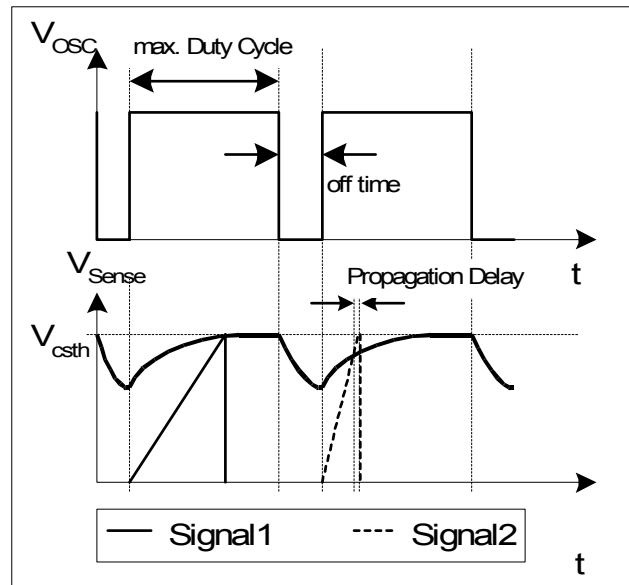 VOSC
max. Duty Cycle
off time
t
VSense
Propagation Delay
Vcsth
Signal1 Signal2
t